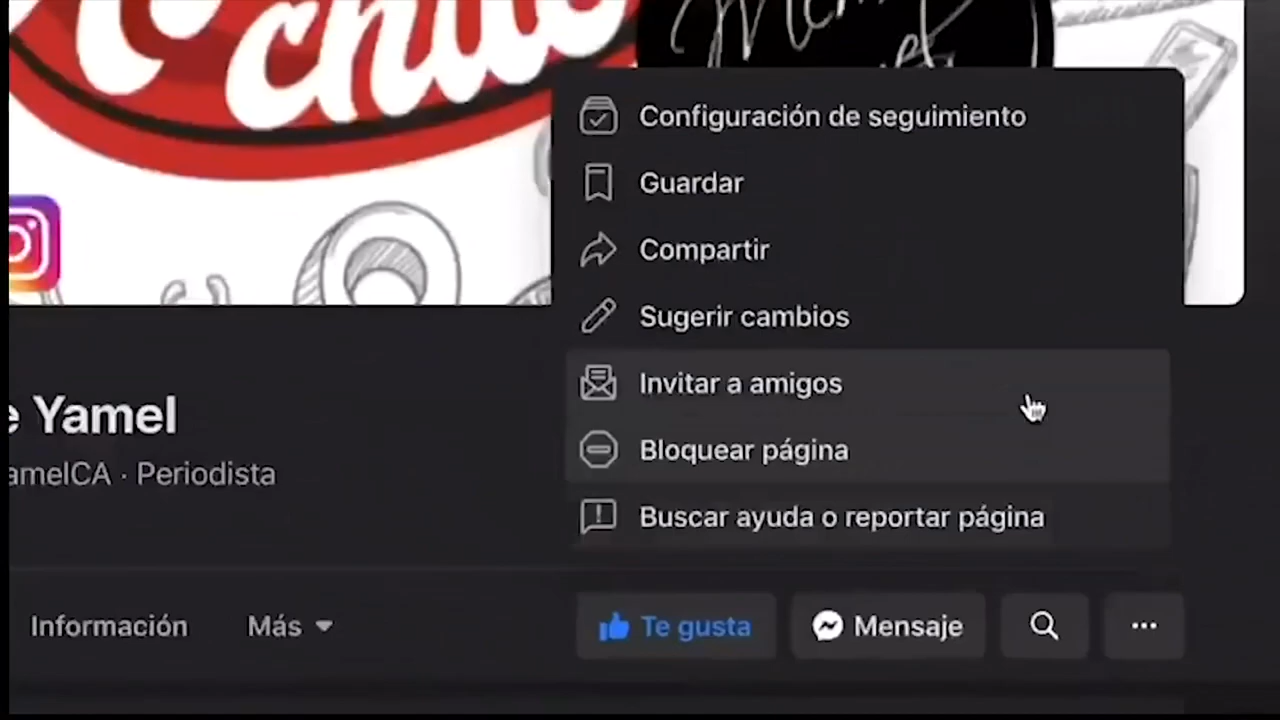 chile
Configuración de seguimiento
Guardar
Compartir
Sugerir cambios
Invitar a amigos
Bloquear página
Buscar ayuda o reportar página
e Yamel
amelCA · Periodista
Información
Más
Te gusta
Mensaje